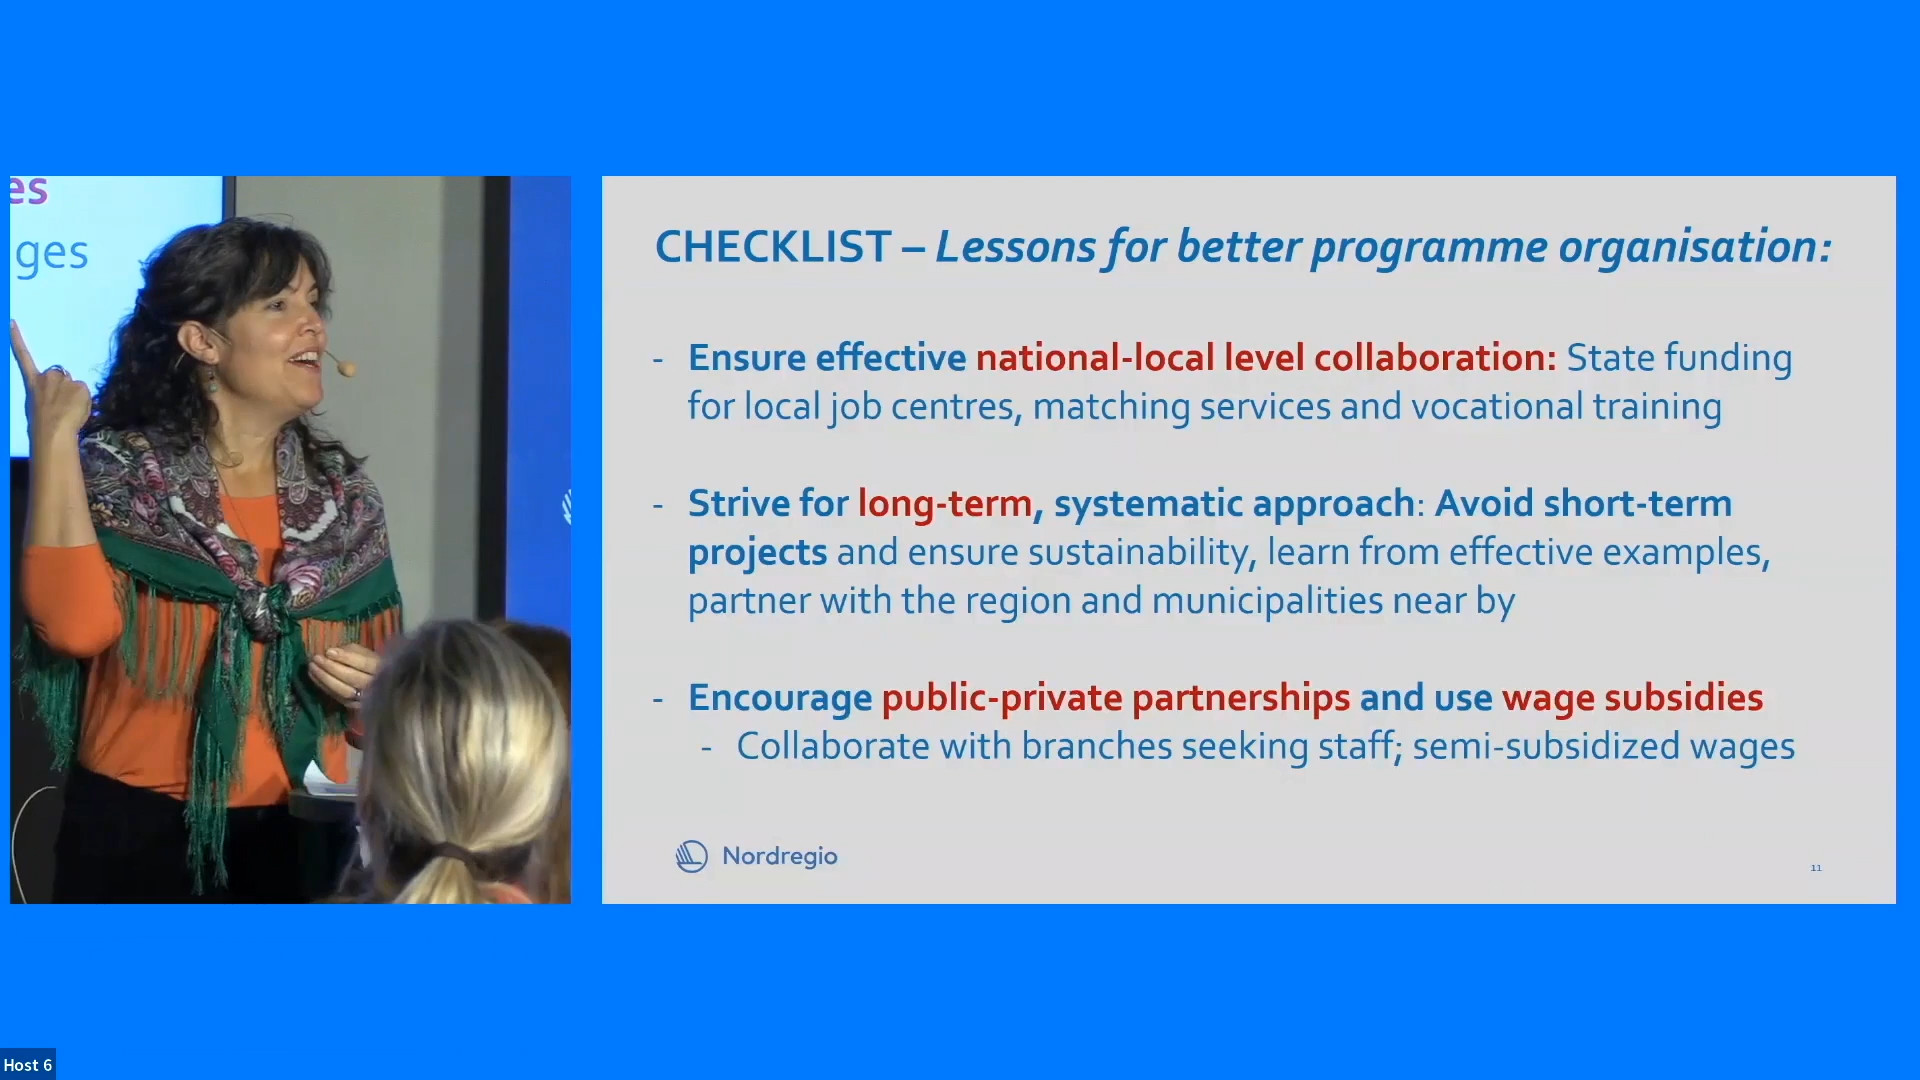 es
ges
CHECKLIST – Lessons for better programme organisation:
- Ensure effective national-local level collaboration: State funding
for local job centres, matching services and vocational training
- Strive for long-term, systematic approach: Avoid short-term
projects and ensure sustainability, learn from effective examples,
partner with the region and municipalities near by
- Encourage public-private partnerships and use wage subsidies
- Collaborate with branches seeking staff; semi-subsidized wages
Nordregio
11
Host 6